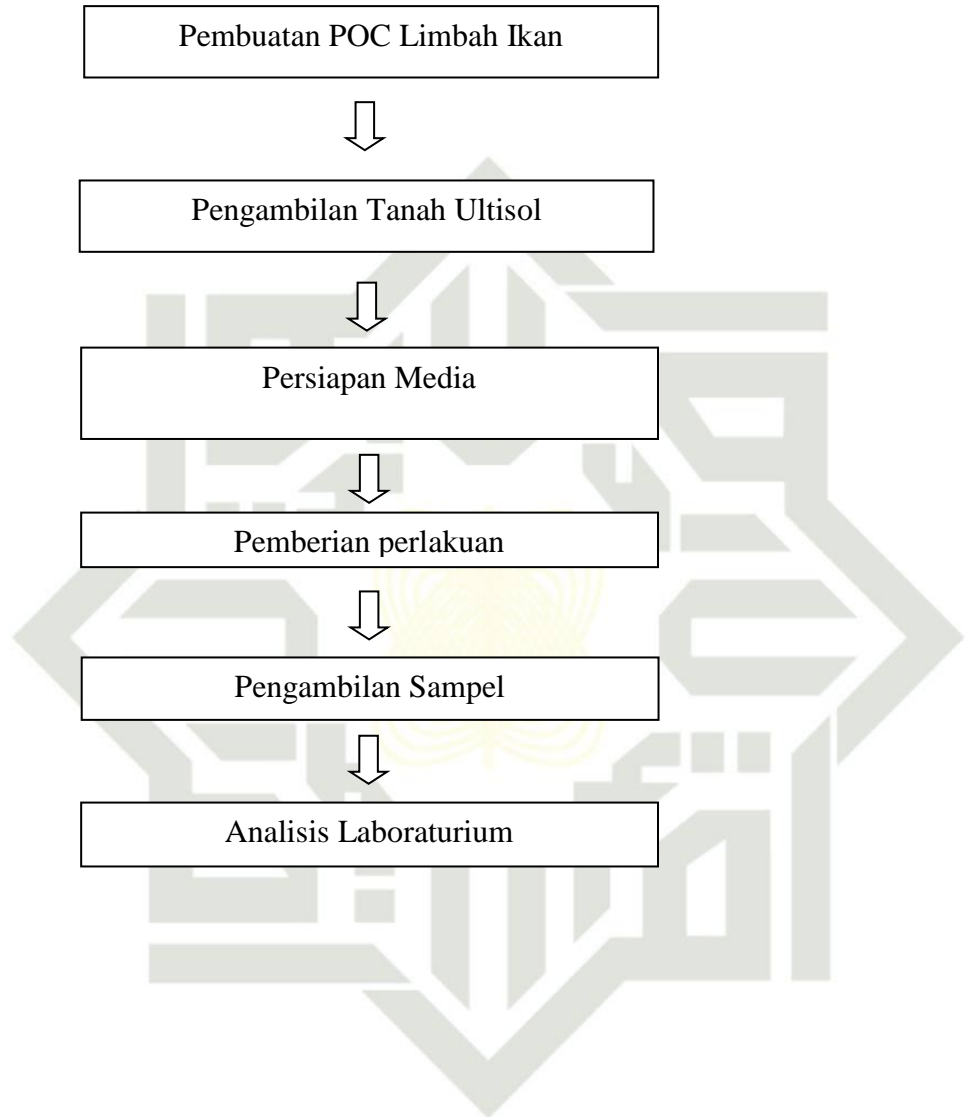 Pembuatan POC Limbah Ikan
Pengambilan Tanah Ultisol
Persiapan Media
Pemberian perlakuan
Pengambilan Sampel
Analisis Laboraturium